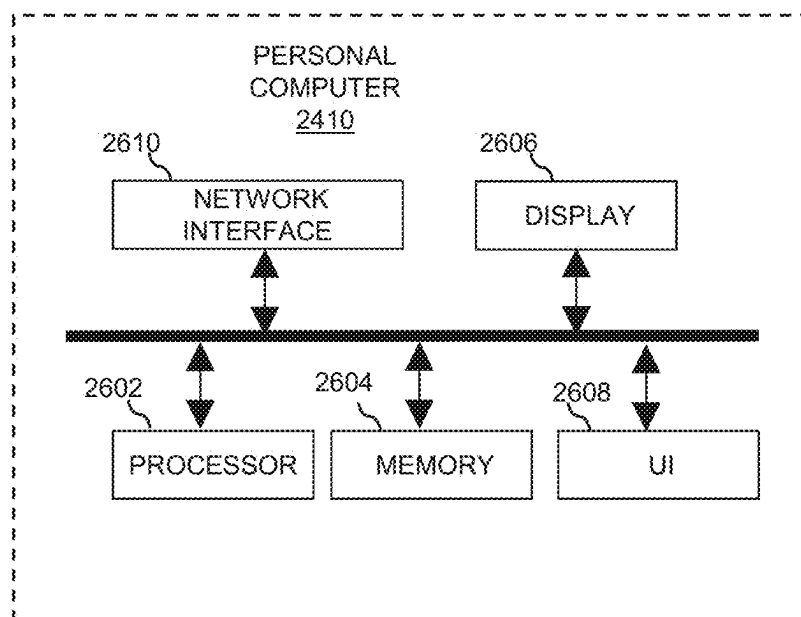 PERSONAL
COMPUTER
2410
2610
2606
NETWORK
INTERFACE
DISPLAY
2602
2604
2608
PROCESSOR
MEMORY
UI